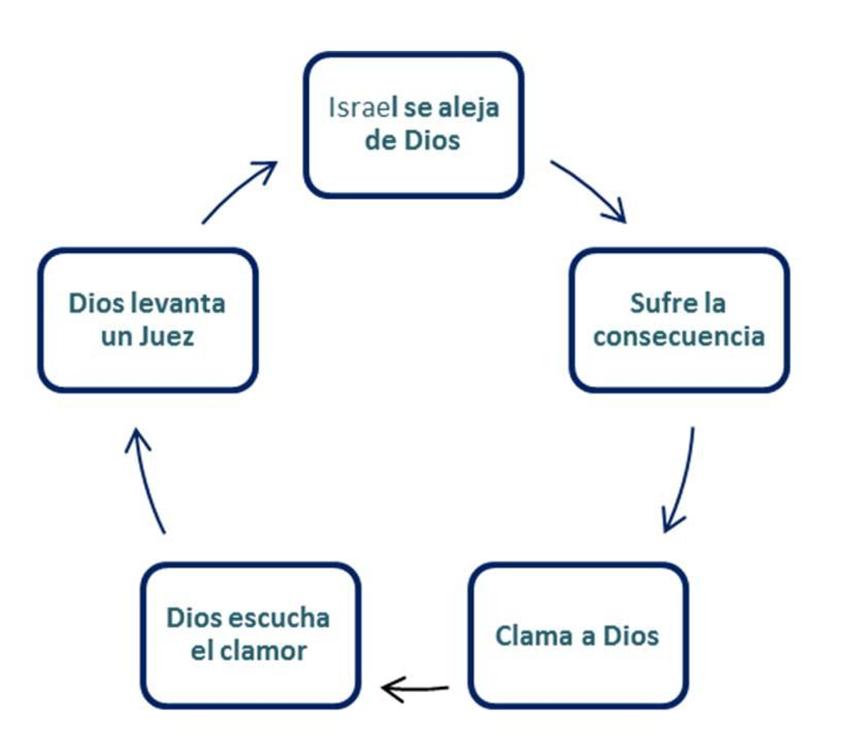 Israel se aleja
de Dios
Sufre la
consecuencia
Clama a Dios
Dios escucha
el clamor
Dios levanta
un Juez